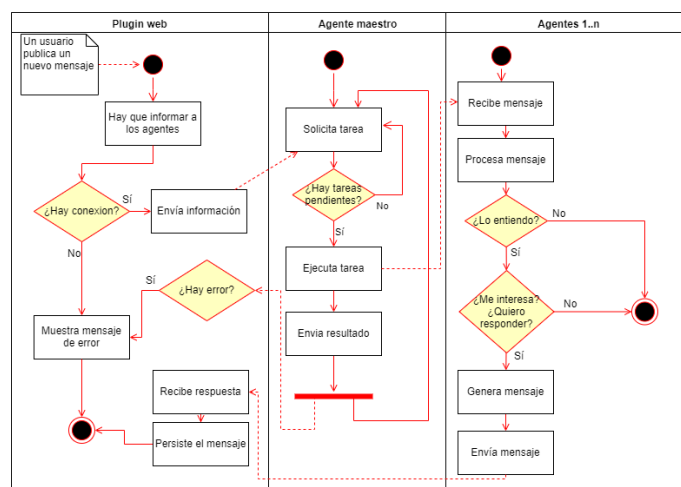 Plugin web
Agente maestro
Agentes 1..n
Un usuario
publica un
nuevo mensaje
Hay que informar a
los agentes
¿Hay conexion?
Sí
No
Envía información
¿Hay error?
Sí
Muestra mensaje
de error
Recibe respuesta
Persiste el mensaje
Solicita tarea
¿Hay tareas
pendientes?
No
Sí
Ejecuta tarea
Envia resultado
Recibe mensaje
Procesa mensaje
¿Lo entiendo?
No
Sí
¿Me interesa?
¿Quiero
responder?
No
Sí
Genera mensaje
Envía mensaje